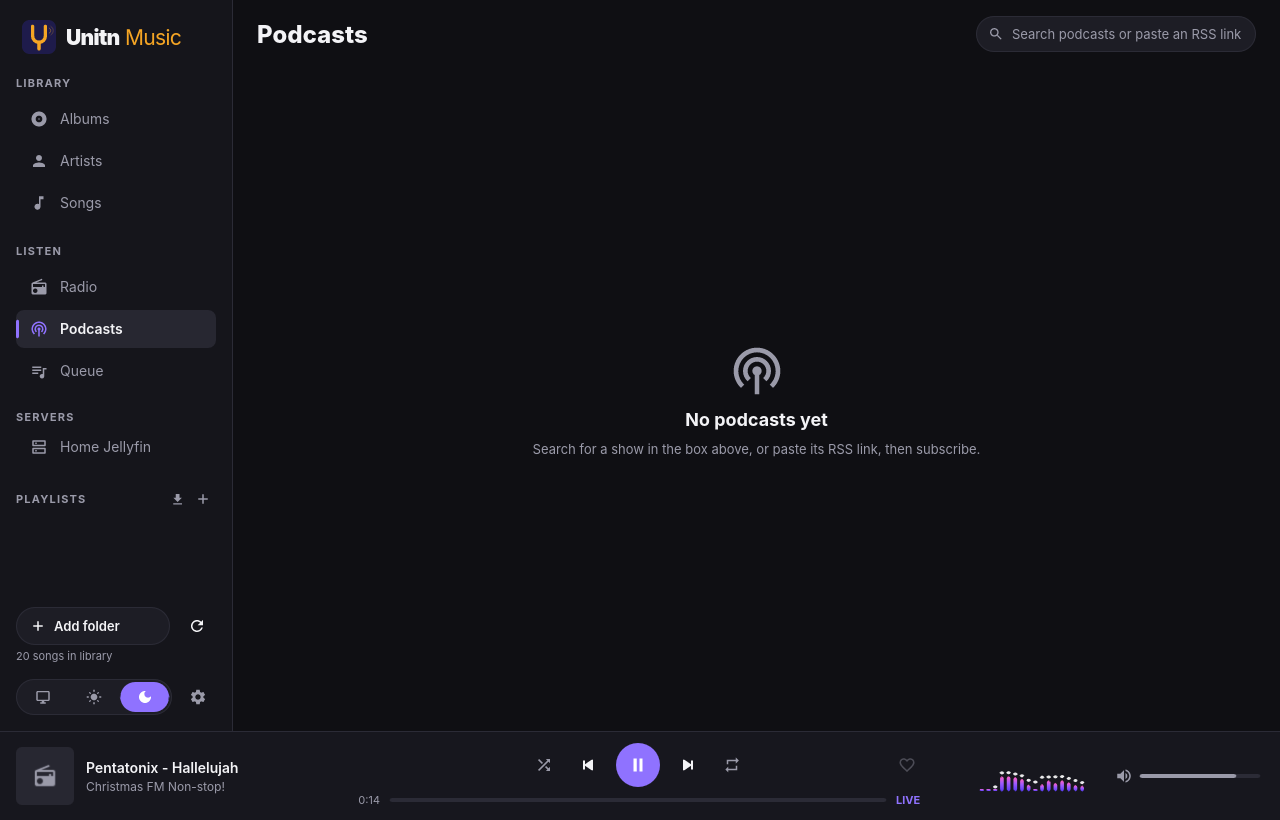 Unitn Music
LIBRARY
Albums
Artists
Songs
LISTEN
Radio
Podcasts
Queue
SERVERS
Home Jellyfin
PLAYLISTS
Add folder
20 songs in library
Podcasts
Search podcasts or paste an RSS link
No podcasts yet
Search for a show in the box above, or paste its RSS link, then subscribe.
Pentatonix - Hallelujah
Christmas FM Non-stop!
0:14
LIVE